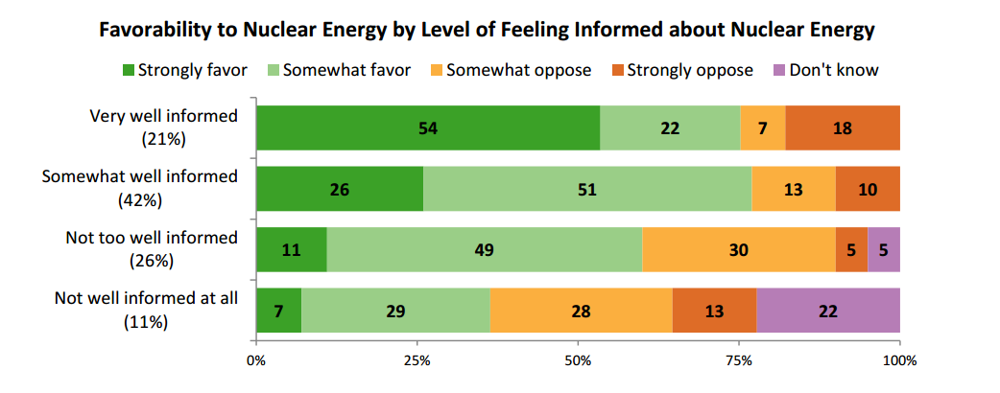 Favorability to Nuclear Energy by Level of Feeling Informed about Nuclear Energy
Strongly favor Somewhat favor Somewhat oppose Strongly oppose Don't know
Very well informed
(21%)
54 22 7 18
Somewhat well informed
(42%)
26 51 13 10
Not too well informed
(26%)
11 49 30 5 5
Not well informed at all
(11%)
7 29 28 13 22
0% 25% 50% 75% 100%